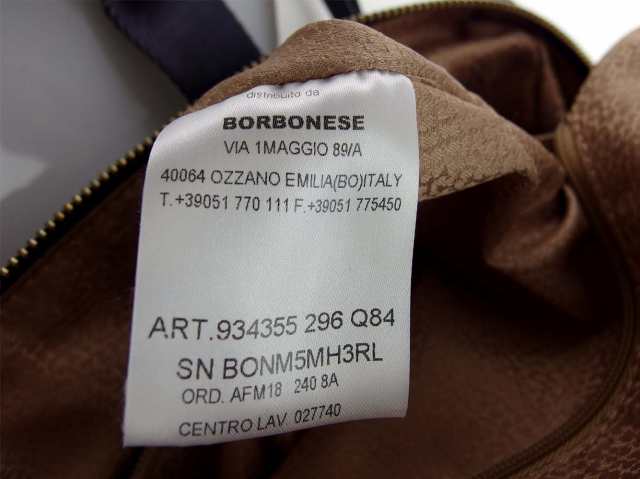 distribuito da
BORBONESE
VIA 1MAGGIO 89/A
40064 OZZANO EMILIA(BO)ITALY
T.+39051 770 111 F.+39051 775450
ART.934355 296 Q84
SN BONM5MH3RL
ORD. AFM18 240 8A
CENTRO LAV. 027740